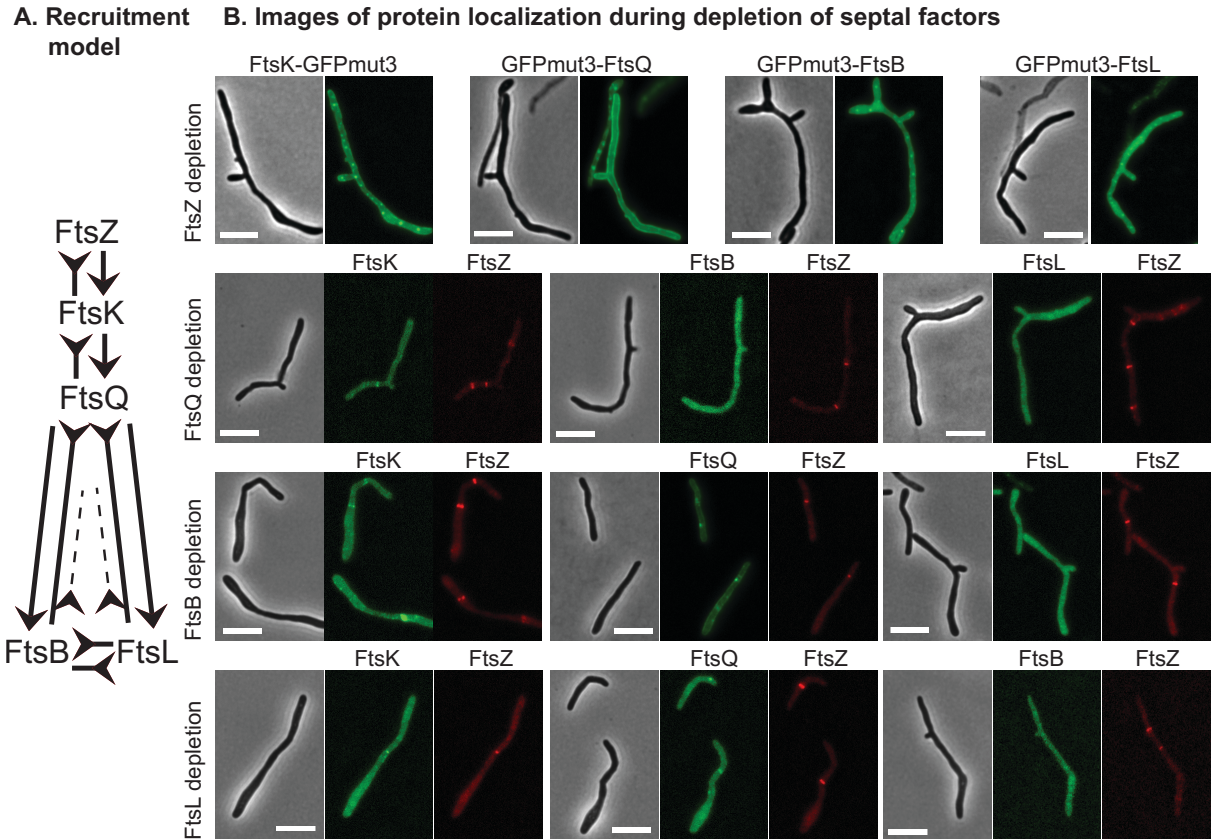 A. Recruitment
model
B. Images of protein localization during depletion of septal factors
FtsZ
FtsK
FtsQ
FtsB
FtsL
FtsK-GFPmut3
GFPmut3-FtsQ
GFPmut3-FtsB
GFPmut3-FtsL
FtsZ depletion
FtsK
FtsZ
FtsB
FtsZ
FtsL
FtsZ
FtsQ depletion
FtsK
FtsZ
FtsQ
FtsZ
FtsL
FtsZ
FtsB depletion
FtsK
FtsZ
FtsQ
FtsZ
FtsB
FtsZ
FtsL depletion